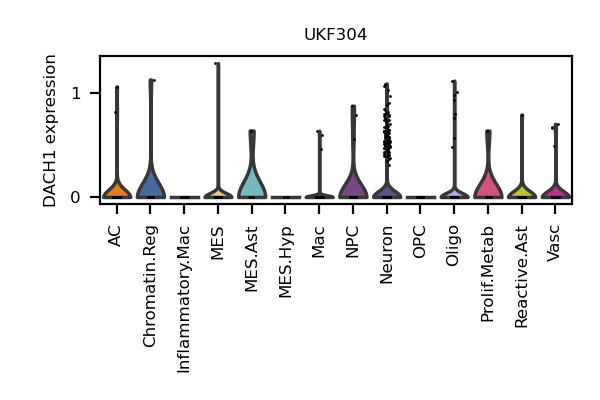 UKF304
DACH1 expression
1
0
AC
Chromatin.Reg
Inflammatory.Mac
MES
MES.Ast
MES.Hyp
Mac
NPC
Neuron
OPC
Oligo
Prolif.Metab
Reactive.Ast
Vasc